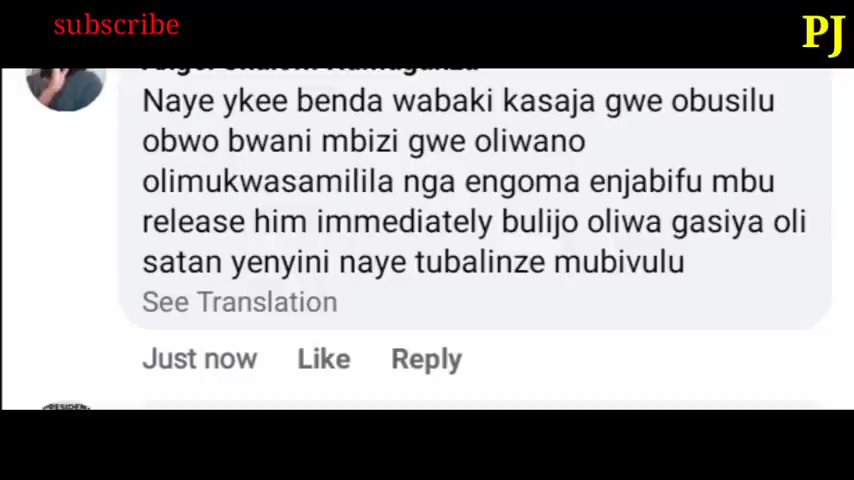 subscribe
PJ
Naye ykee benda wabaki kasaja gwe obusilu
obwo bwani mbizi gwe oliwano
olimukwasamilila nga engoma enjabifu mbu
release him immediately bulijo oliwa gasiya oli
satan yenyini naye tubalinze mubivulu
See Translation
Just now Like Reply